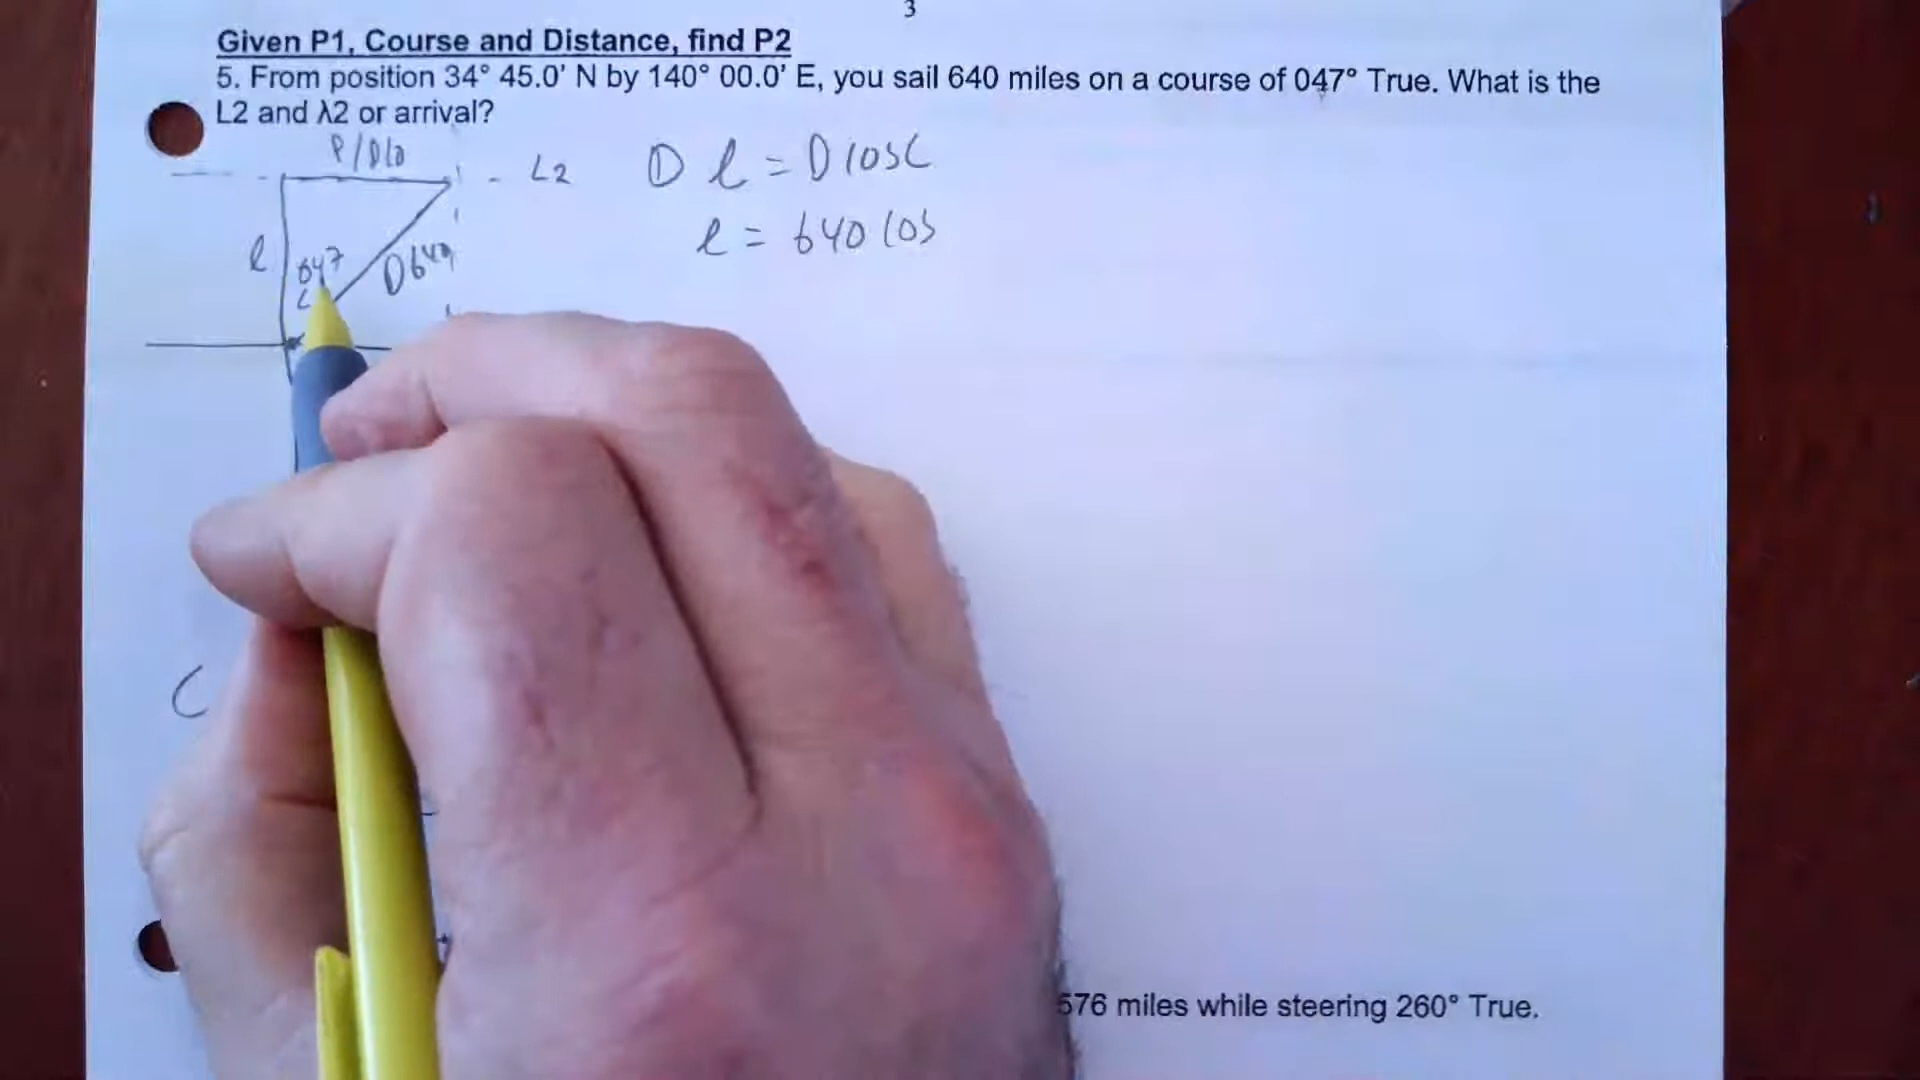 3
Given P1, Course and Distance, find P2
5. From position 34° 45.0' N by 140° 00.0' E, you sail 640 miles on a course of 047° True. What is the
L2 and λ2 or arrival?
P/Dlo
L2
① l = D cos C
l = 640 cos
l
047
C
D 640
C
576 miles while steering 260° True.